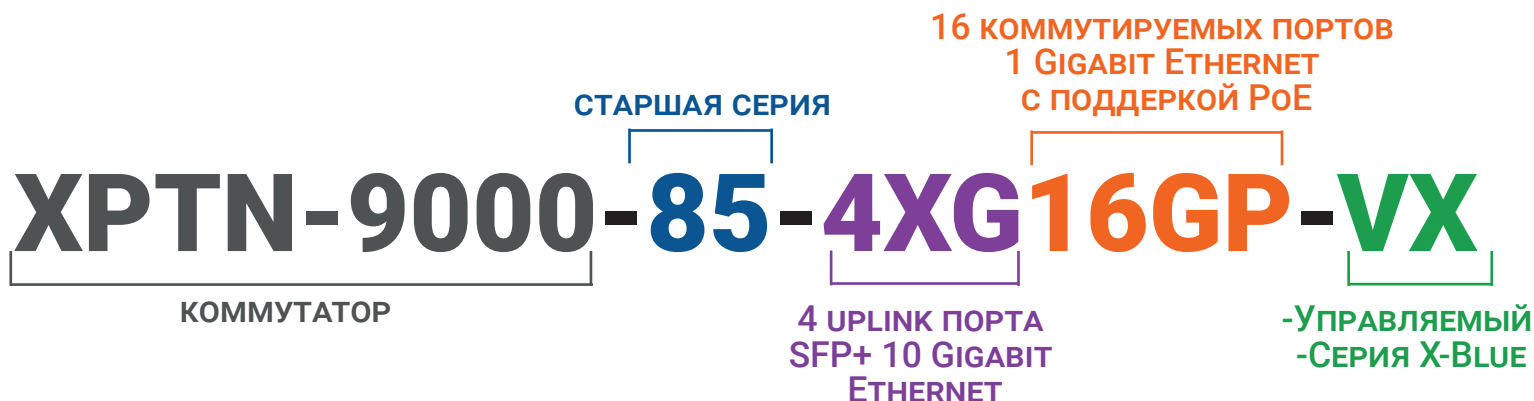 16 коммутируемых портов
1 Gigabit Ethernet
с поддеркой PoE
старшая серия
XPTN-9000-85-4XG16GP-VX
коммутатор
4 uplink порта
SFP+ 10 Gigabit
Ethernet
-Управляемый
-Серия X-Blue